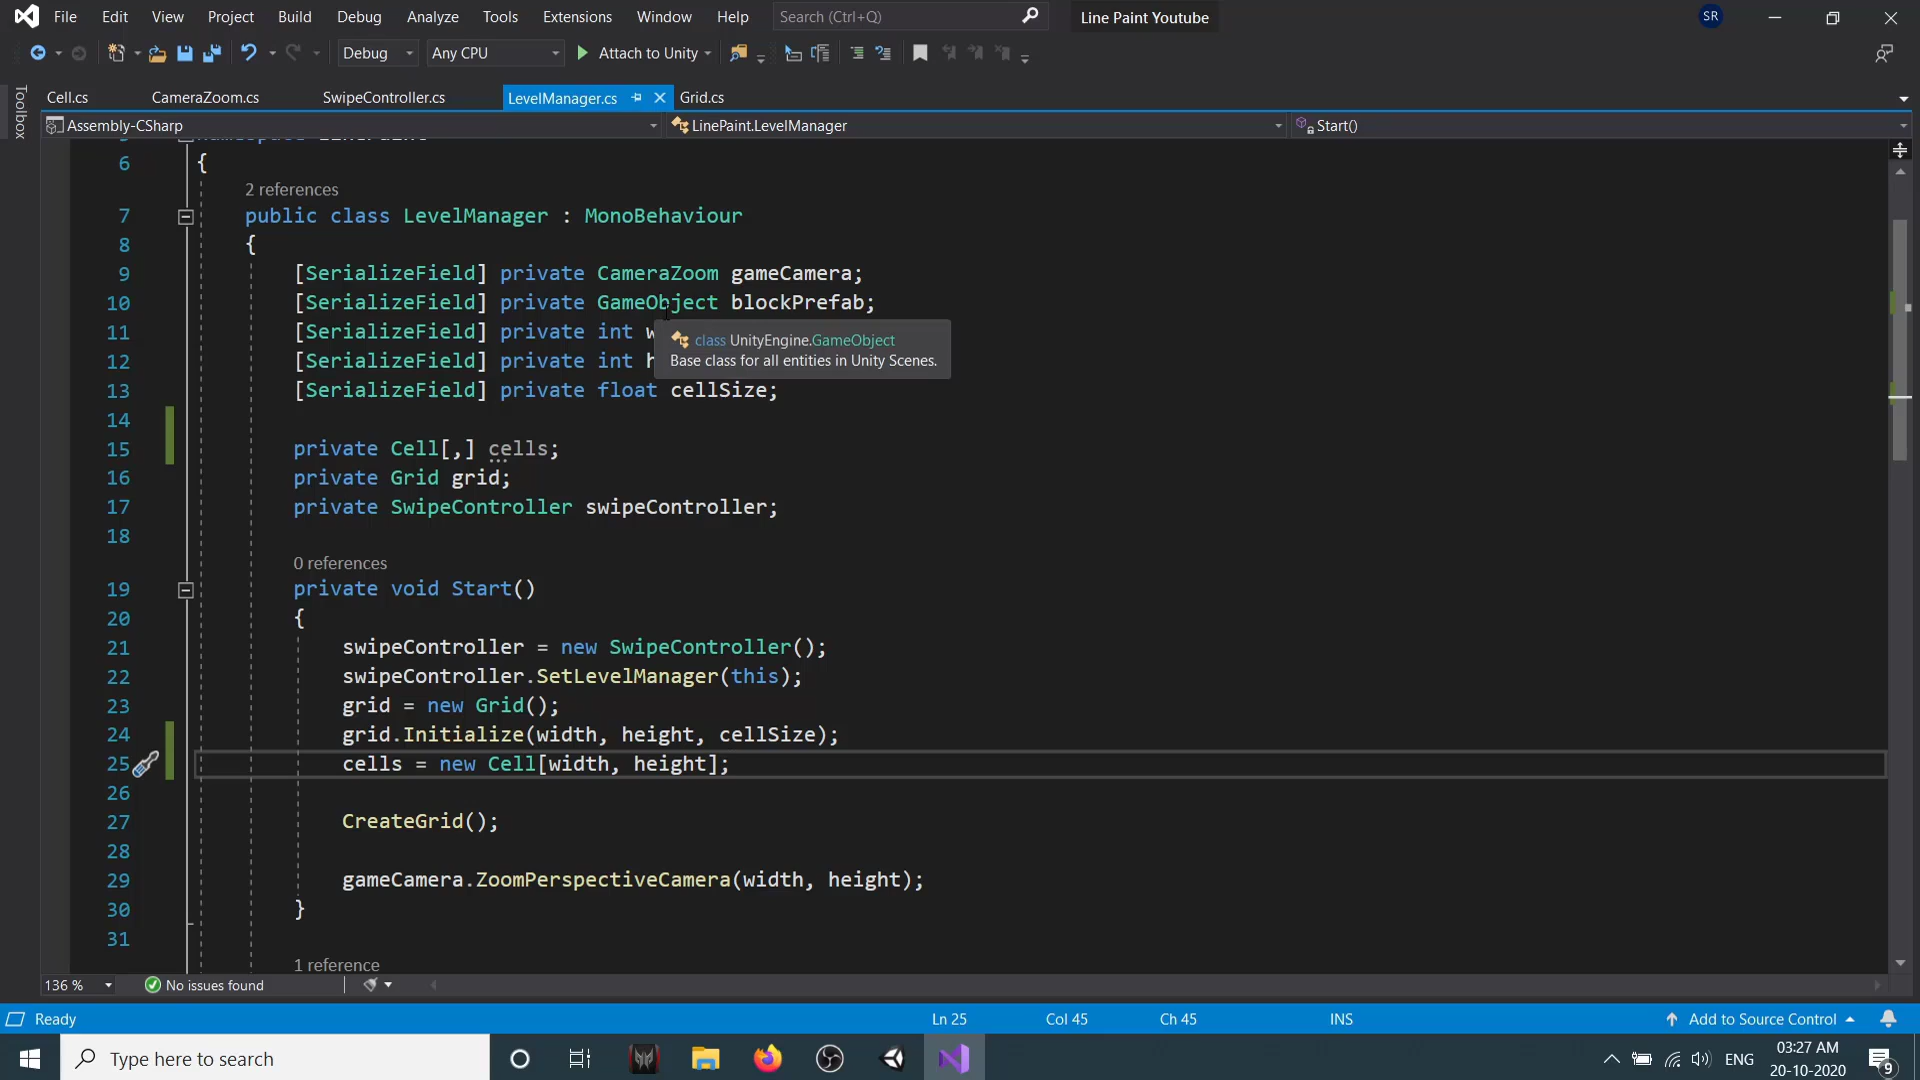 File Edit View Project Build Debug Analyze Tools Extensions Window Help Search (Ctrl+Q) Line Paint Youtube SR
Debug Any CPU Attach to Unity
Toolbox
Cell.cs CameraZoom.cs SwipeController.cs LevelManager.cs Grid.cs
Assembly-CSharp LinePaint.LevelManager Start()
6 {
2 references
7 public class LevelManager : MonoBehaviour
8 {
9 [SerializeField] private CameraZoom gameCamera;
10 [SerializeField] private GameObject blockPrefab;
11 [SerializeField] private int w
class UnityEngine.GameObject
Base class for all entities in Unity Scenes.
12 [SerializeField] private int h
13 [SerializeField] private float cellSize;
14
15 private Cell[,] cells;
16 private Grid grid;
17 private SwipeController swipeController;
18
0 references
19 private void Start()
20 {
21 swipeController = new SwipeController();
22 swipeController.SetLevelManager(this);
23 grid = new Grid();
24 grid.Initialize(width, height, cellSize);
25 cells = new Cell[width, height];
26
27 CreateGrid();
28
29 gameCamera.ZoomPerspectiveCamera(width, height);
30 }
31
1 reference
136 % No issues found
Ready Ln 25 Col 45 Ch 45 INS Add to Source Control
Type here to search ENG 03:27 AM
20-10-2020 9